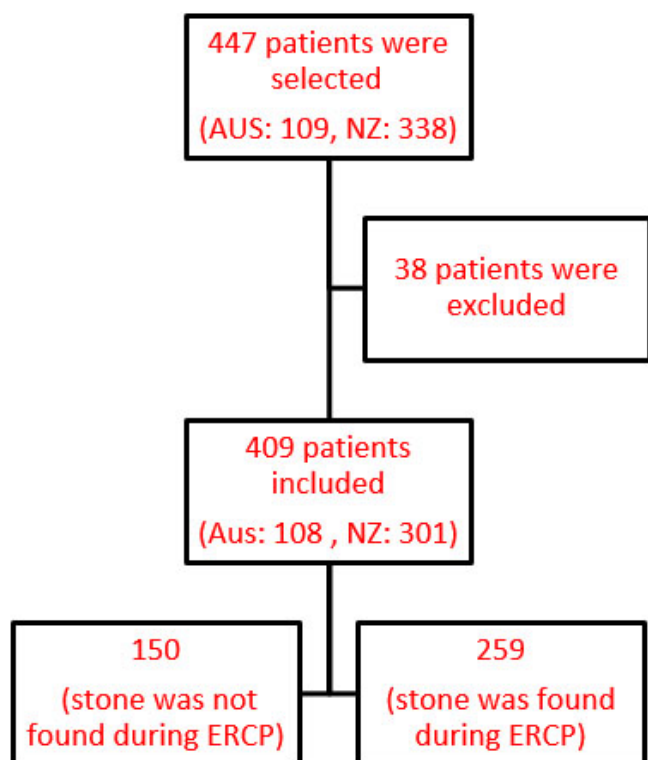 447 patients were
selected
(AUS: 109, NZ: 338)
38 patients were
excluded
409 patients
included
(Aus: 108 , NZ: 301)
150
(stone was not
found during ERCP)
259
(stone was found
during ERCP)